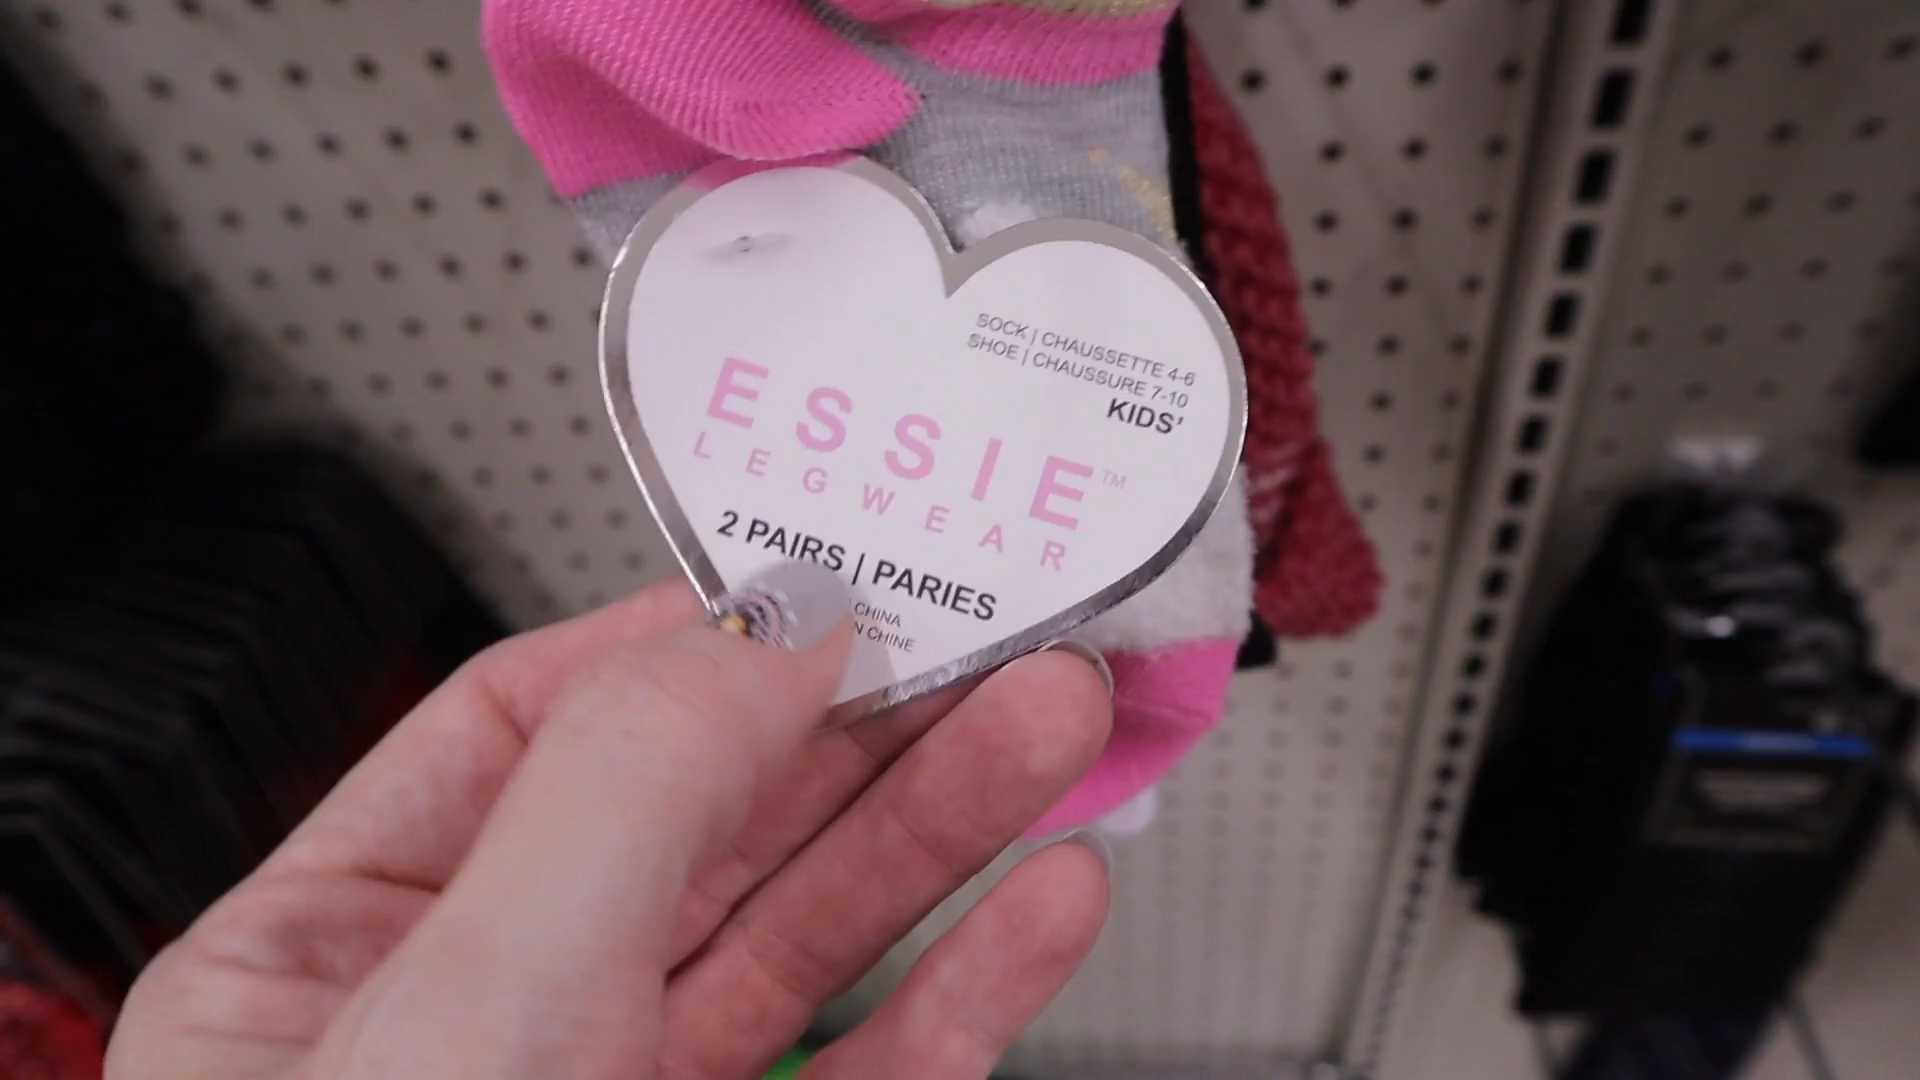 SOCK | CHAUSSETTE 4-6
SHOE | CHAUSSURE 7-10
KIDS'
ESSIE™
LEGWEAR
2 PAIRS | PARIES
CHINA
CHINE